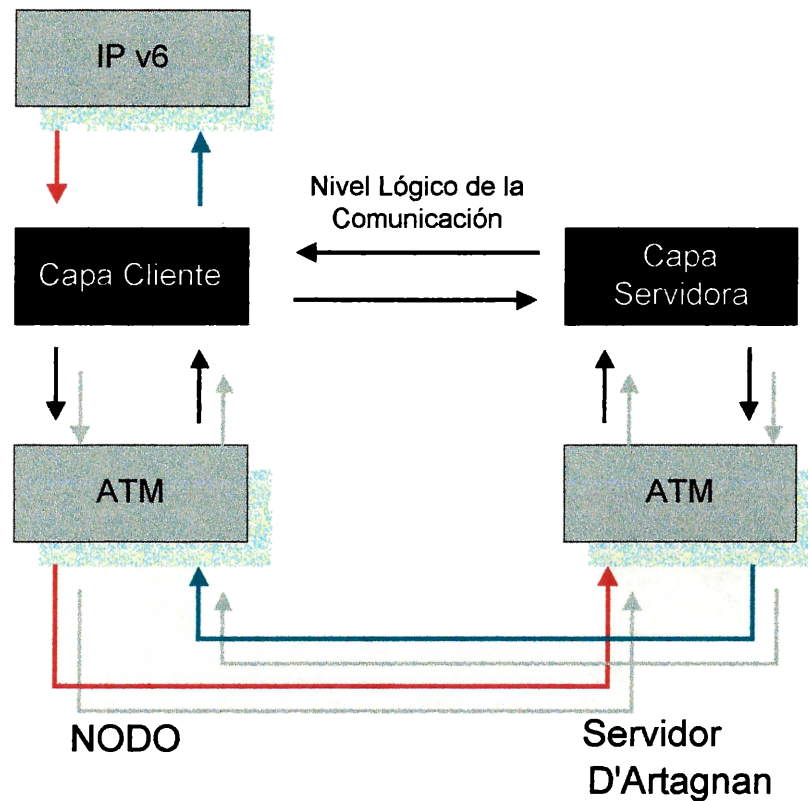 IP v6
Nivel Lógico de la
Comunicación
Capa Cliente
Capa
Servidora
ATM
ATM
NODO
Servidor
D'Artagnan